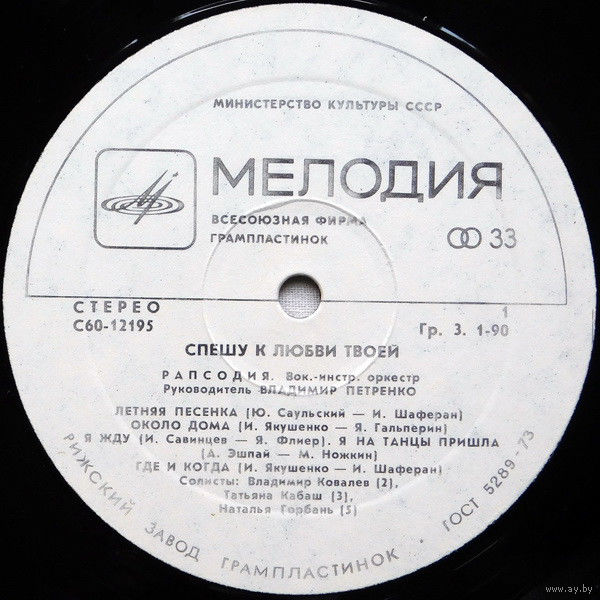 МИНИСТЕРСТВО КУЛЬТУРЫ СССР
МЕЛОДИЯ
ВСЕСОЮЗНАЯ ФИРМА
ГРАМПЛАСТИНОК
33
СТЕРЕО
1
С60-12195
Гр. 3. 1-90
СПЕШУ К ЛЮБВИ ТВОЕЙ
РАПСОДИЯ. Вок.-инстр. оркестр
Руководитель ВЛАДИМИР ПЕТРЕНКО
ЛЕТНЯЯ ПЕСЕНКА (Ю. Саульский — И. Шаферан)
ОКОЛО ДОМА (И. Якушенко — Я. Гальперин)
Я ЖДУ (И. Савинцев — Я. Флиер). Я НА ТАНЦЫ ПРИШЛА
(А. Эшпай — М. Ножкин)
ГДЕ И КОГДА (И. Якушенко — И. Шаферан)
Солисты: Владимир Ковалев (2),
Татьяна Кабаш (3),
Наталья Горбань (5)
РИЖСКИЙ ЗАВОД ГРАМПЛАСТИНОК • ГОСТ 5289-73
www.ay.by